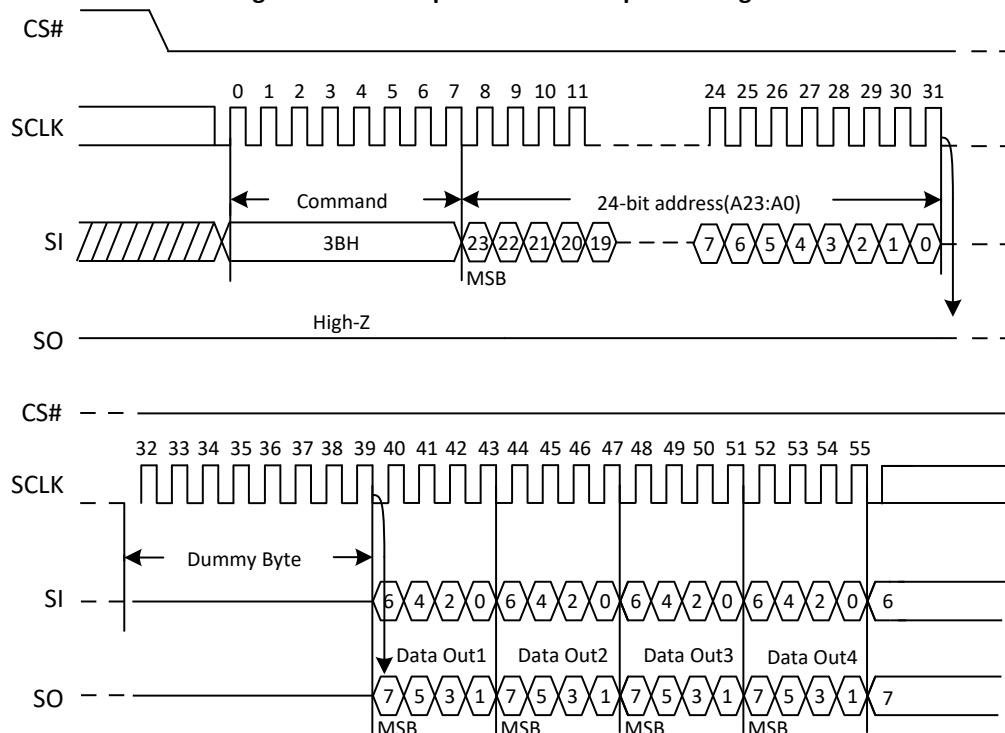 CS#
0 1 2 3 4 5 6 7 8 9 10 11 24 25 26 27 28 29 30 31
SCLK
Command 24-bit address(A23:A0)
SI 3BH 23 22 21 20 19 7 6 5 4 3 2 1 0
MSB
High-Z
SO
CS#
32 33 34 35 36 37 38 39 40 41 42 43 44 45 46 47 48 49 50 51 52 53 54 55
SCLK
Dummy Byte
SI 6 4 2 0 6 4 2 0 6 4 2 0 6 4 2 0 6
Data Out1 Data Out2 Data Out3 Data Out4
SO 7 5 3 1 7 5 3 1 7 5 3 1 7 5 3 1 7
MSB MSB MSB MSB